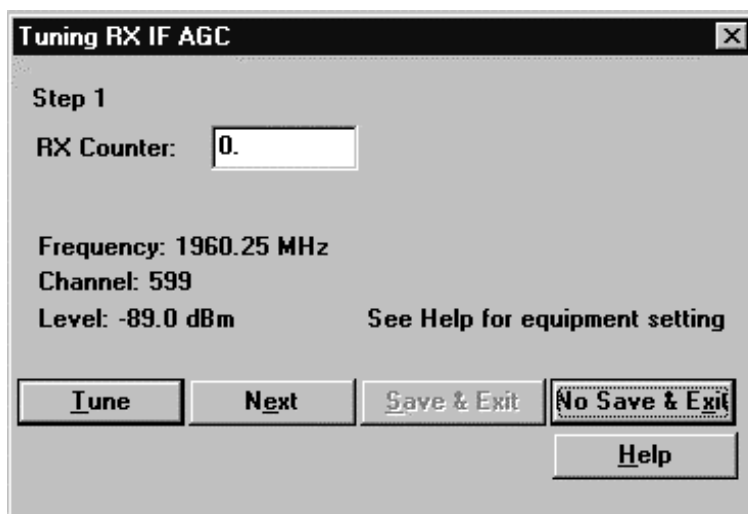 Tuning RX IF AGC
Step 1
RX Counter: 0.
Frequency: 1960.25 MHz
Channel: 599
Level: -89.0 dBm See Help for equipment setting
Tune Next Save & Exit No Save & Exit
Help